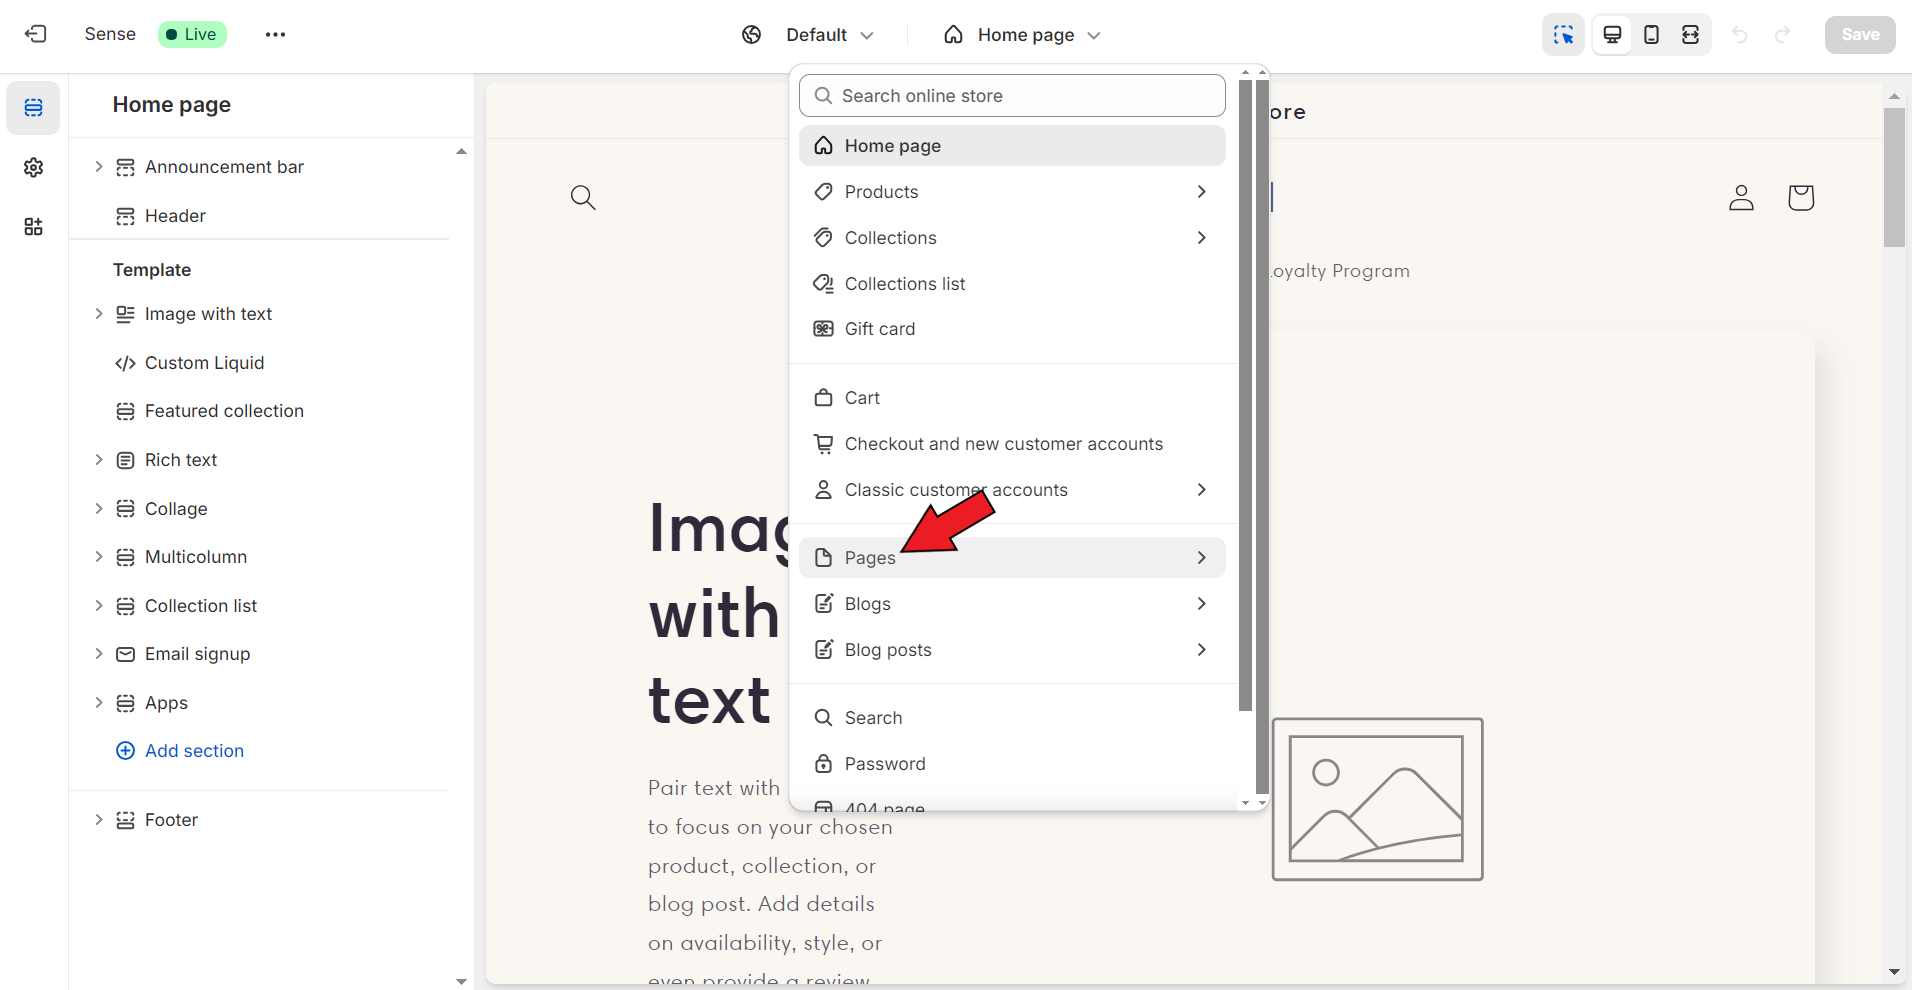 Sense
Live
Default
Home page
Save
Home page
Announcement bar
Header
Template
Image with text
Custom Liquid
Featured collection
Rich text
Collage
Multicolumn
Collection list
Email signup
Apps
Add section
Footer
Search online store
Home page
Products
Collections
Collections list
Gift card
Cart
Checkout and new customer accounts
Classic customer accounts
Pages
Blogs
Blog posts
Search
Password
404 page
ore
oyalty Program
Imag
with
text
Pair text with
to focus on your chosen
product, collection, or
blog post. Add details
on availability, style, or
even provide a review